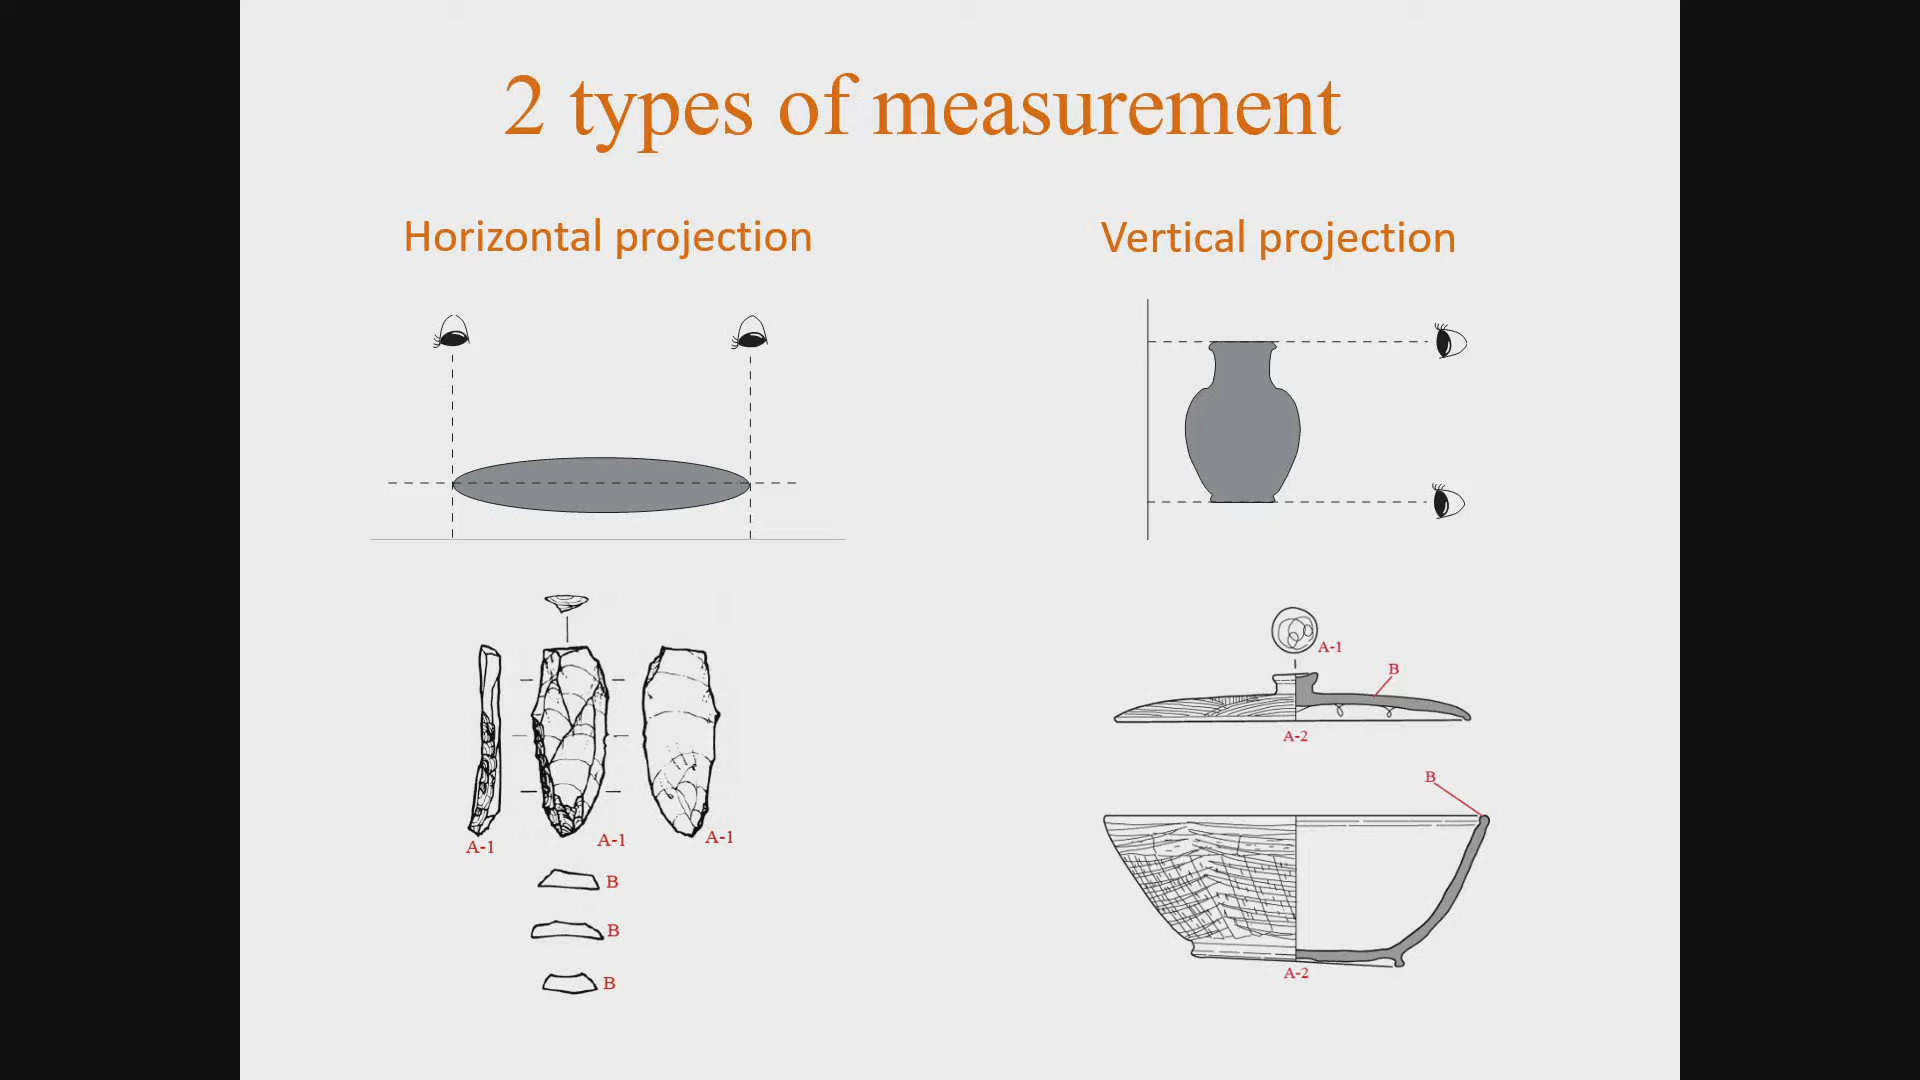 2 types of measurement
Horizontal projection
Vertical projection
A-1
A-1
A-1
B
B
B
A-1
B
A-2
B
A-2